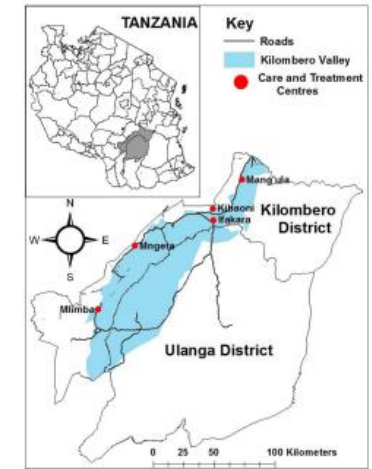 TANZANIA
Key
Roads
Kilombero Valley
Care and Treatment
Centres
Mang'ula
Kibaoni
Ifakara
Kilombero
District
N
W
E
S
Mngeta
Mlimba
Ulanga District
0 25 50 100 Kilometers